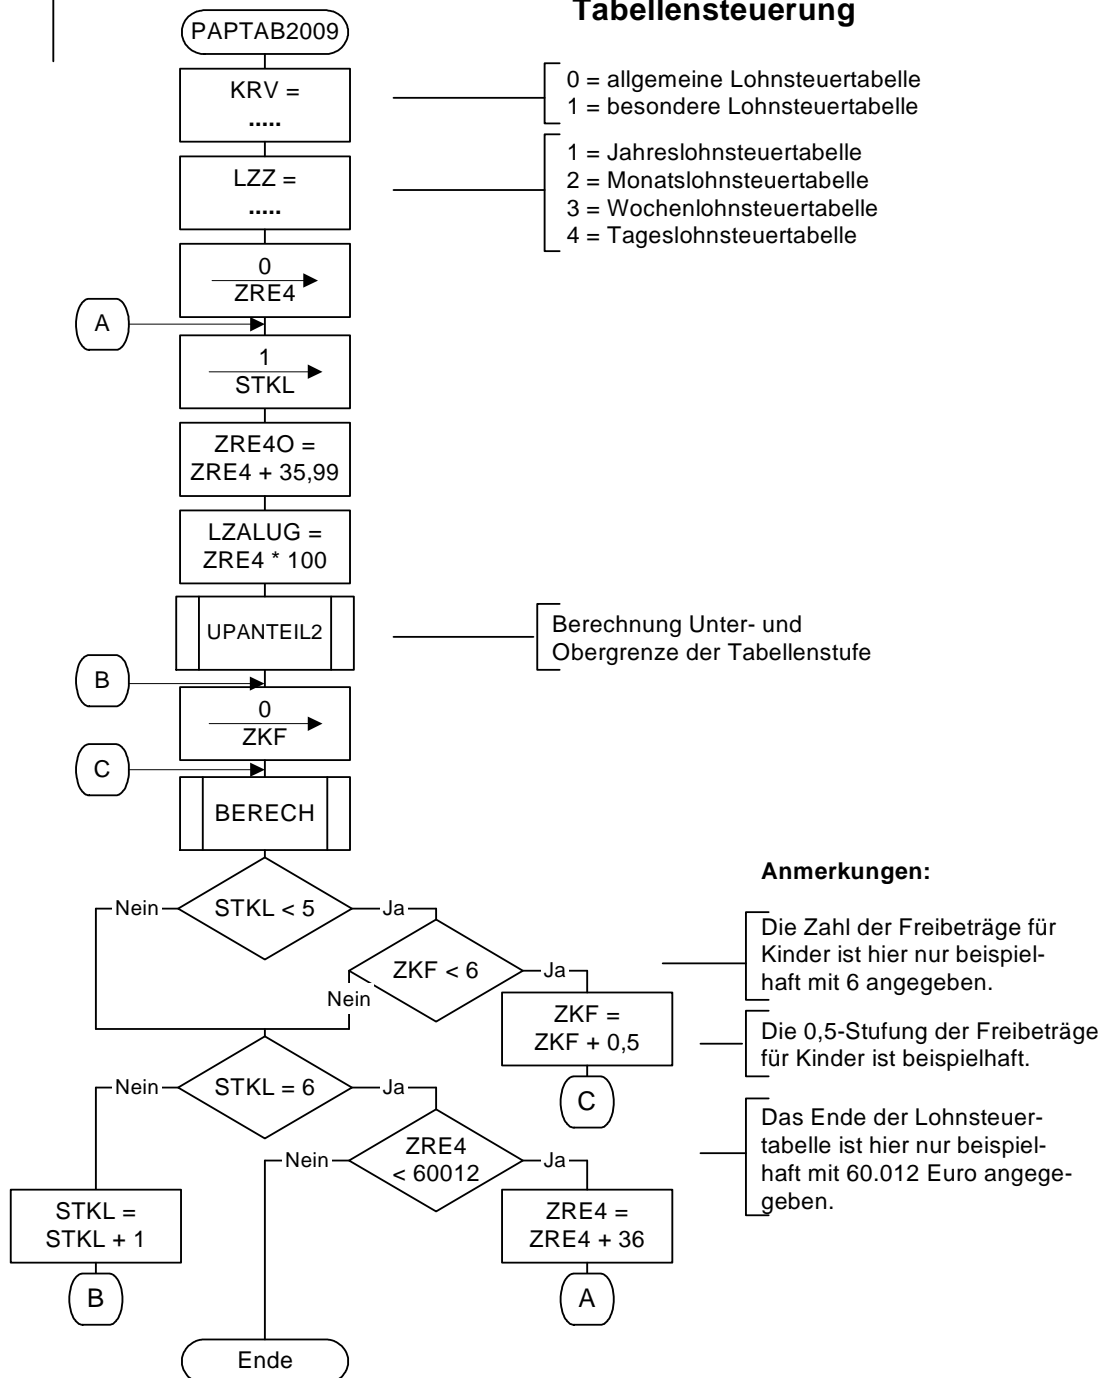 Tabellensteuerung
PAPTAB2009
KRV =
.....
0 = allgemeine Lohnsteuertabelle
1 = besondere Lohnsteuertabelle
LZZ =
.....
1 = Jahreslohnsteuertabelle
2 = Monatslohnsteuertabelle
3 = Wochenlohnsteuertabelle
4 = Tageslohnsteuertabelle
0
ZRE4
A
1
STKL
ZRE4O =
ZRE4 + 35,99
LZALUG =
ZRE4 * 100
UPANTEIL2
Berechnung Unter- und
Obergrenze der Tabellenstufe
B
0
ZKF
C
BERECH
Anmerkungen:
Nein
STKL < 5
Ja
Die Zahl der Freibeträge für
Kinder ist hier nur beispiel-
haft mit 6 angegeben.
ZKF < 6
Ja
Nein
ZKF =
ZKF + 0,5
Die 0,5-Stufung der Freibeträge
für Kinder ist beispielhaft.
C
Nein
STKL = 6
Ja
Das Ende der Lohnsteuer-
tabelle ist hier nur beispiel-
haft mit 60.012 Euro angege-
geben.
Nein
ZRE4
< 60012
Ja
STKL =
STKL + 1
ZRE4 =
ZRE4 + 36
B
A
Ende